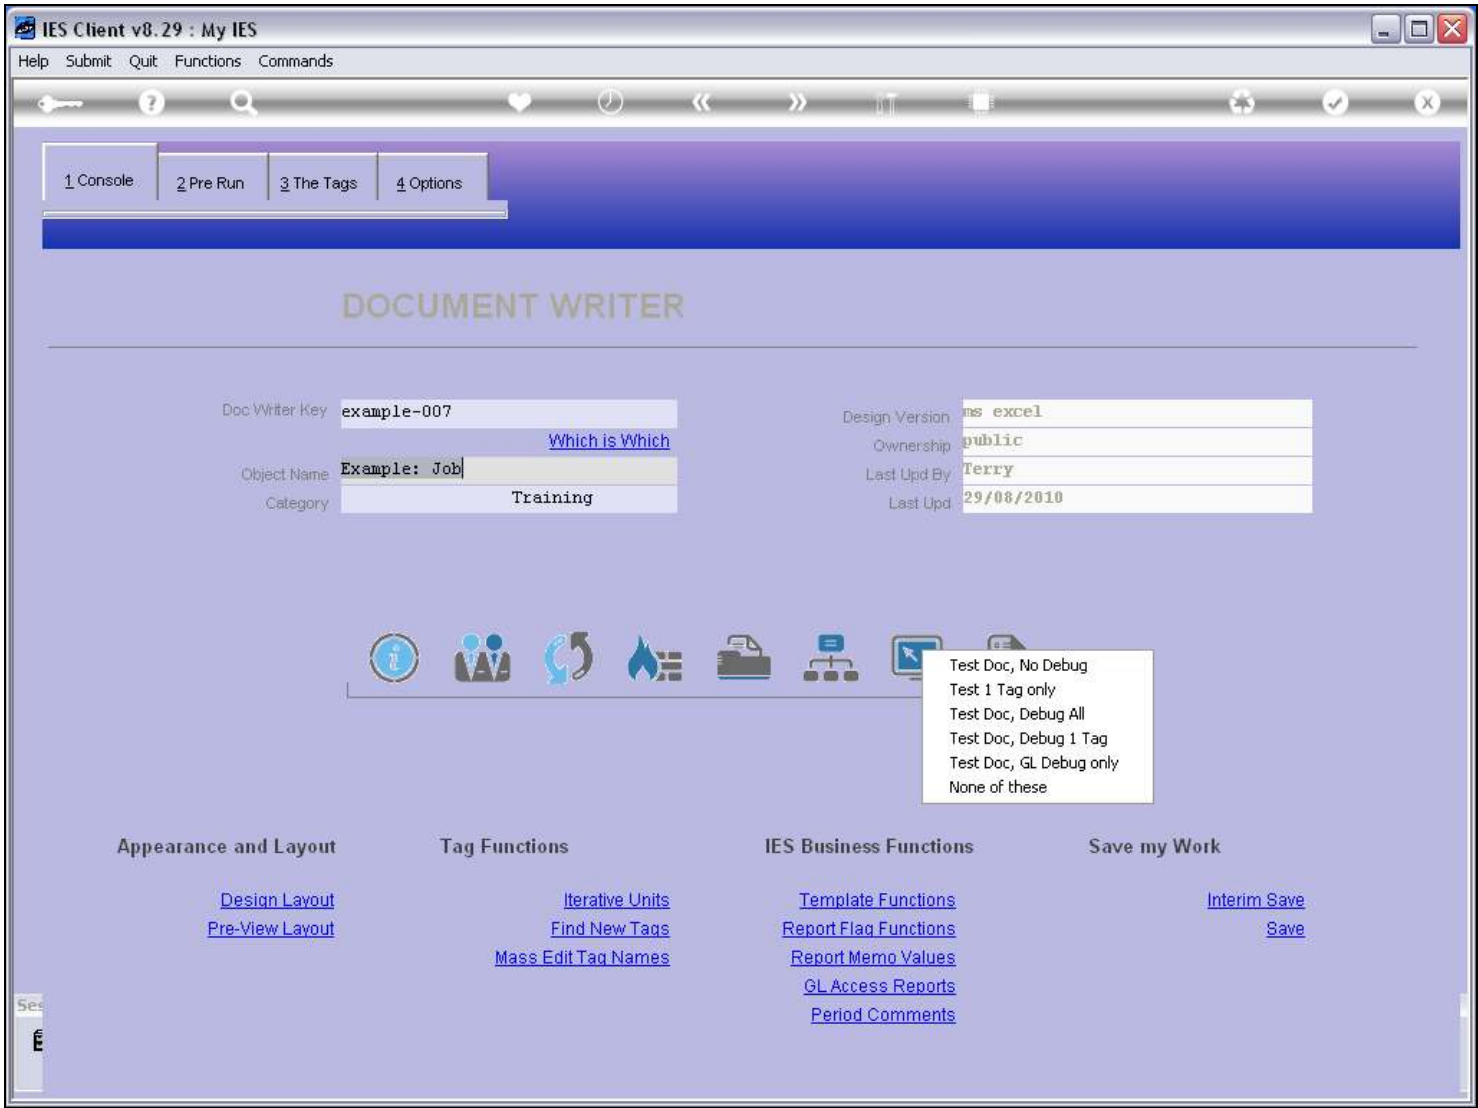 IES Client v8.29 : My IES
Help Submit Quit Functions Commands
1 Console 2 Pre Run 3 The Tags 4 Options
DOCUMENT WRITER
Doc Writer Key example-007
Which is Which
Object Name Example: Job
Category Training
Design Version ms excel
Ownership public
Last Upd By Terry
Last Upd 29/08/2010
Test Doc, No Debug
Test 1 Tag only
Test Doc, Debug All
Test Doc, Debug 1 Tag
Test Doc, GL Debug only
None of these
Appearance and Layout
Design Layout
Pre-View Layout
Tag Functions
Iterative Units
Find New Tags
Mass Edit Tag Names
IES Business Functions
Template Functions
Report Flag Functions
Report Memo Values
GL Access Reports
Period Comments
Save my Work
Interim Save
Save
Ses